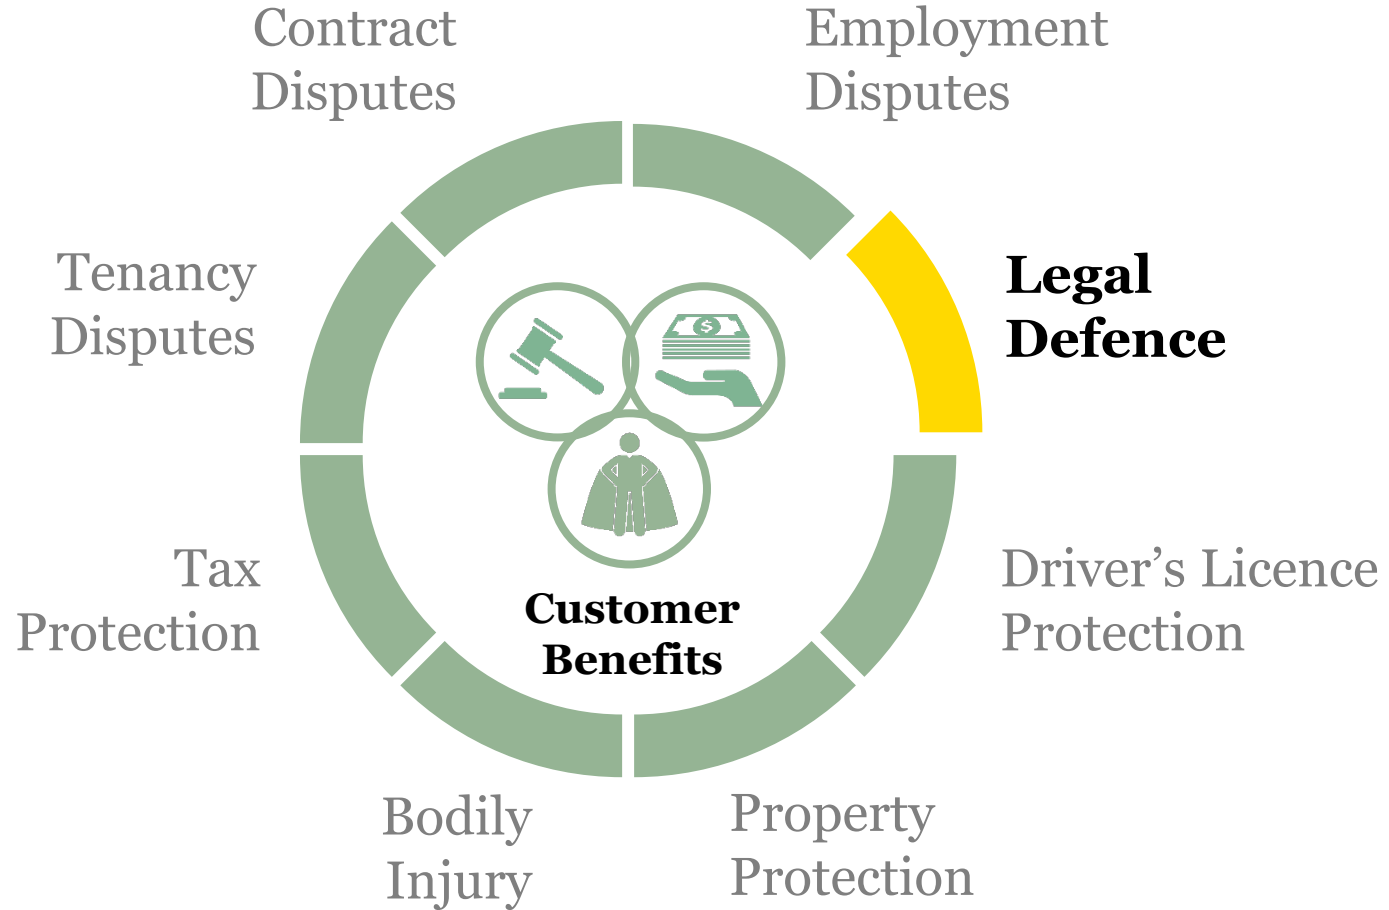 Contract
Disputes
Employment
Disputes
Tenancy
Disputes
Legal
Defence
Tax
Protection
Driver’s Licence
Protection
Customer
Benefits
Bodily
Injury
Property
Protection
$